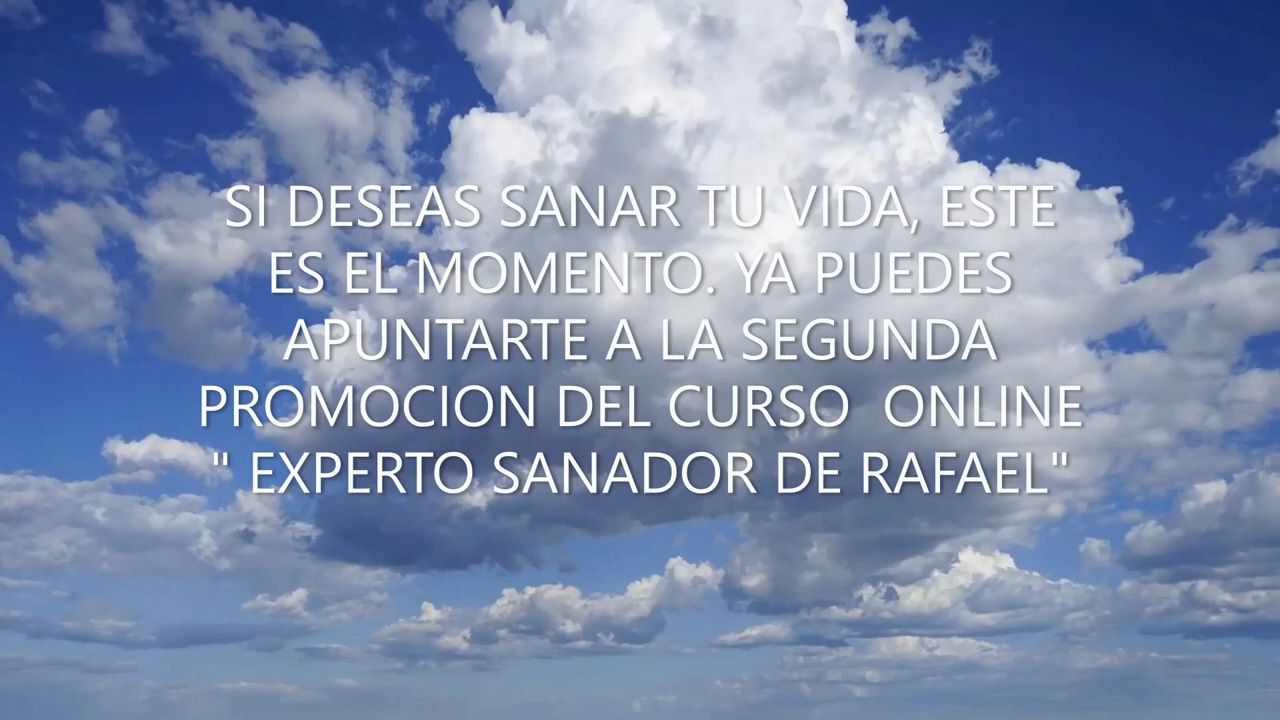 SI DESEAS SANAR TU VIDA, ESTE
ES EL MOMENTO. YA PUEDES
APUNTARTE A LA SEGUNDA
PROMOCION DEL CURSO  ONLINE
" EXPERTO SANADOR DE RAFAEL"